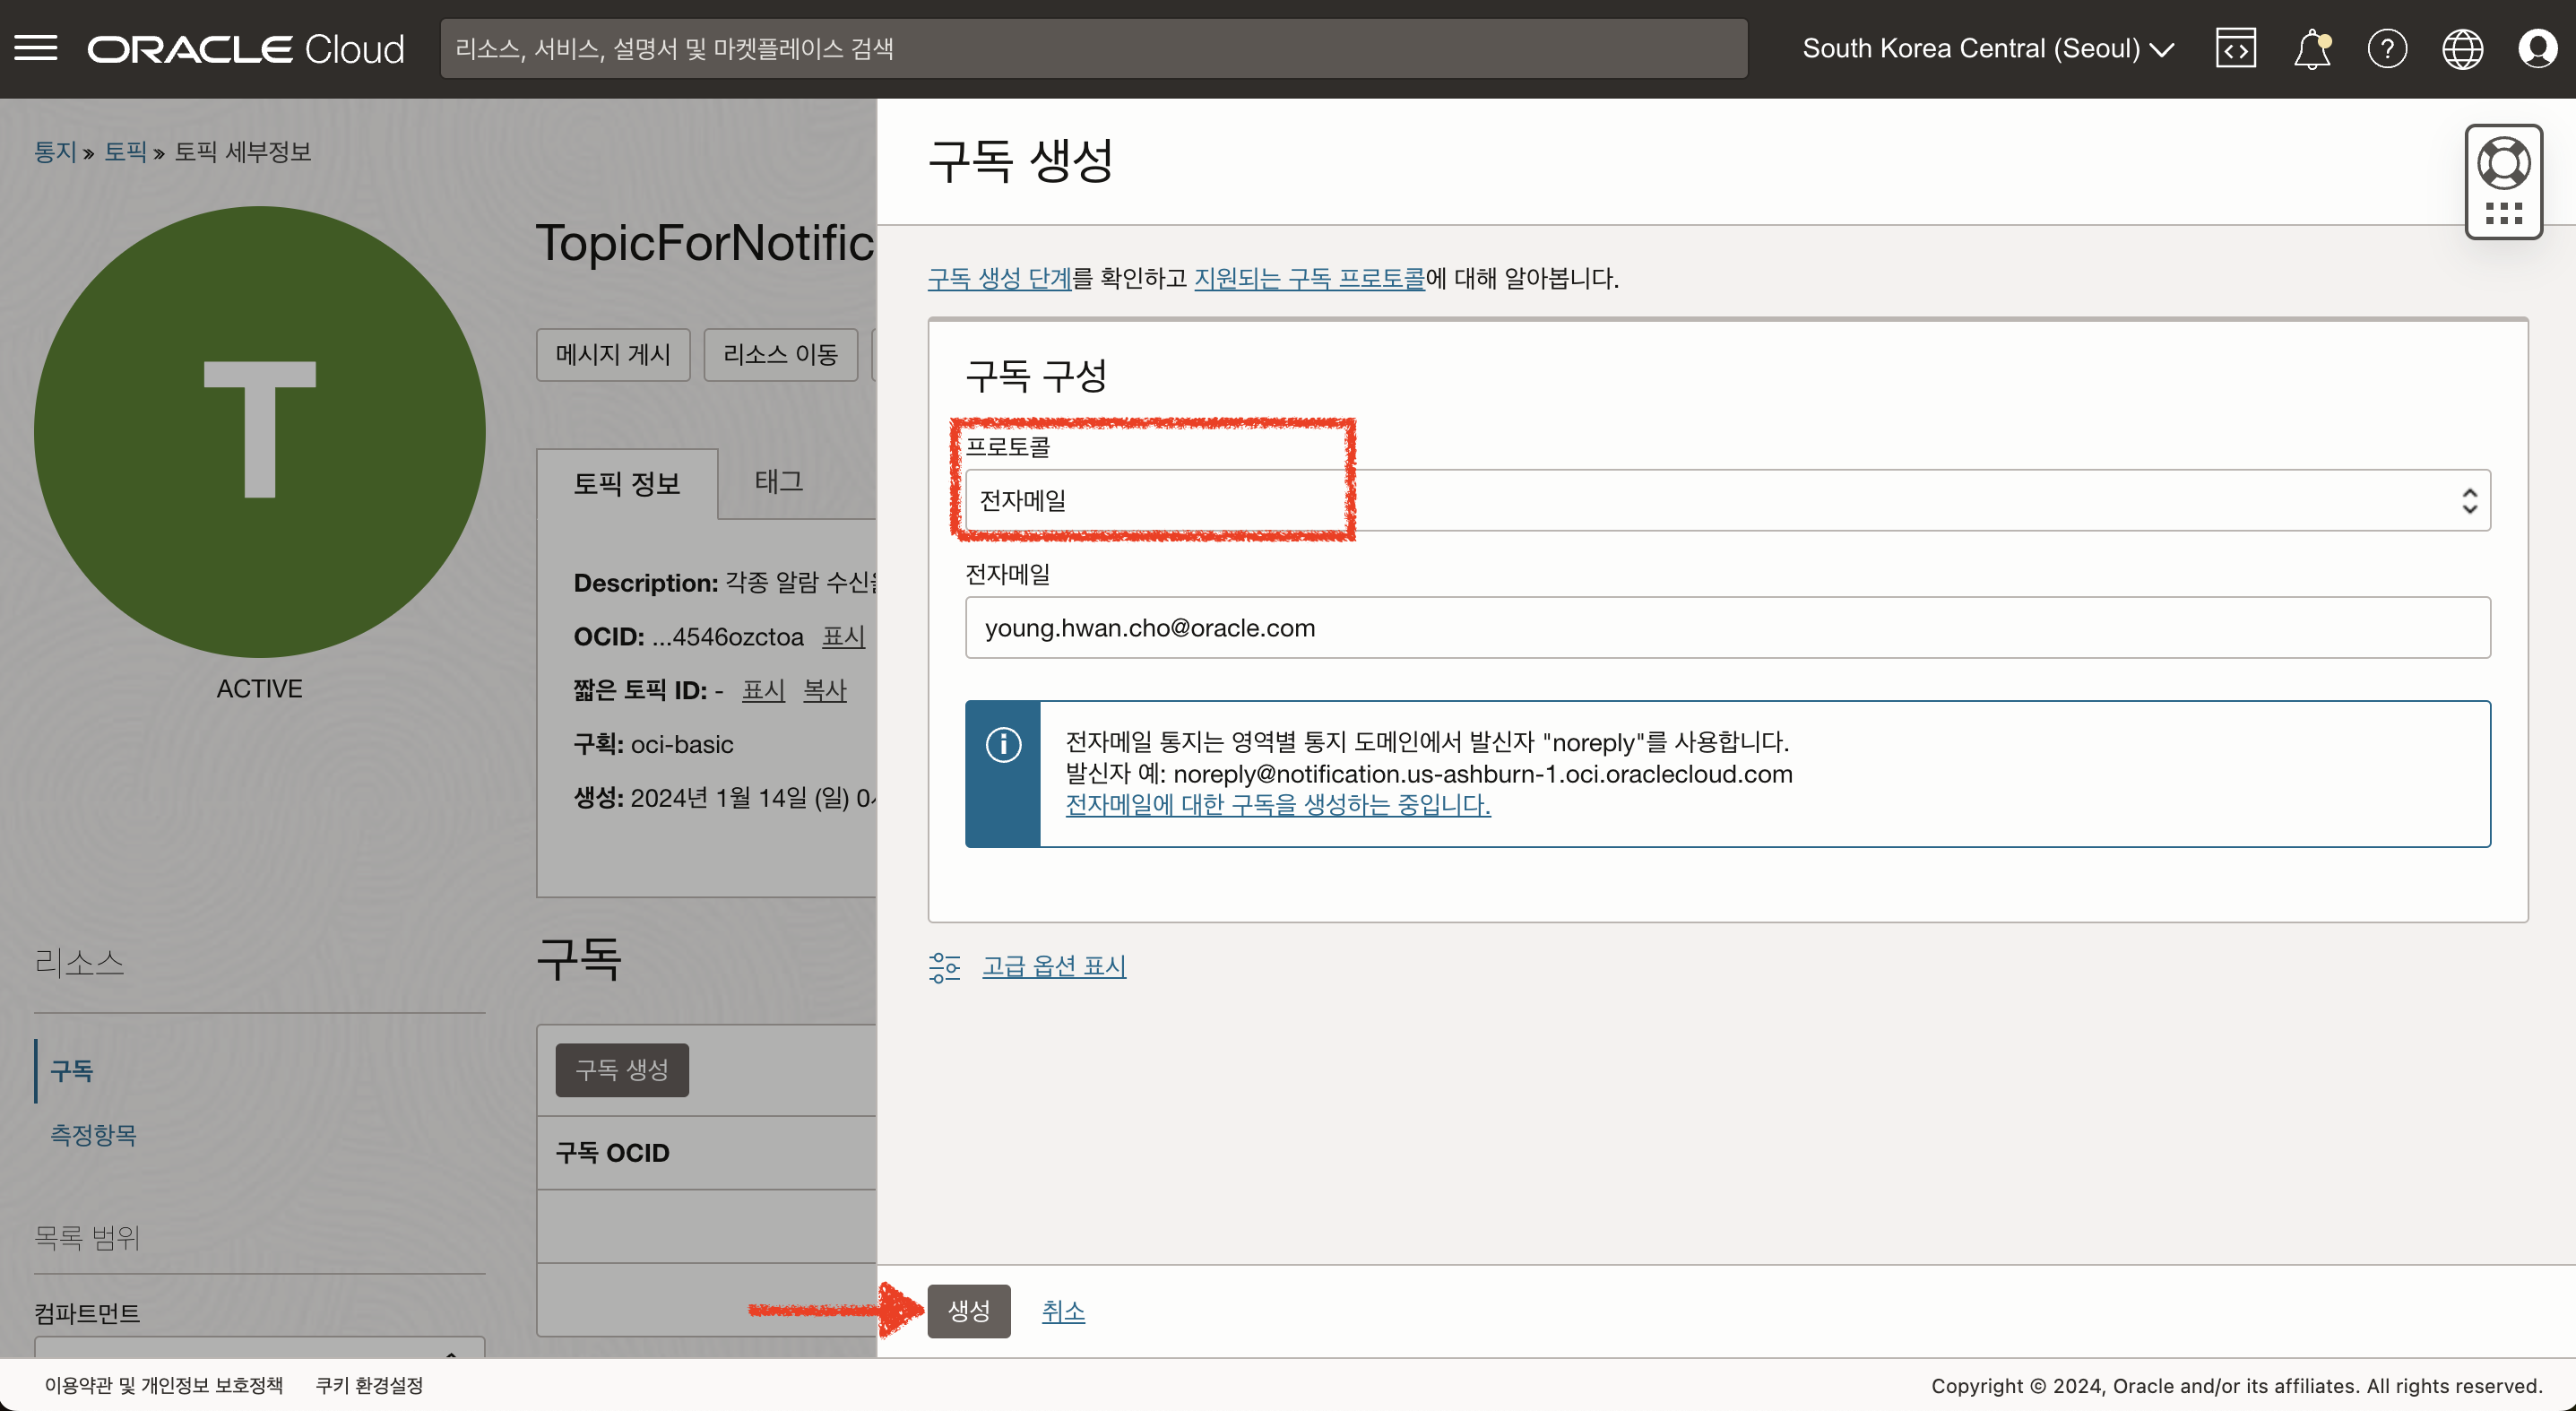 ORACLE Cloud
리소스, 서비스, 설명서 및 마켓플레이스 검색
South Korea Central (Seoul)
통지 » 토픽 » 토픽 세부정보
T
ACTIVE
TopicForNotific
메시지 게시
리소스 이동
토픽 정보
태그
Description: 각종 알람 수신을
OCID: ...4546ozctoa 표시
짧은 토픽 ID: - 표시 복사
구획: oci-basic
생성: 2024년 1월 14일 (일)
리소스
구독
측정항목
목록 범위
컴파트먼트
구독
구독 생성
구독 OCID
구독 생성
구독 생성 단계를 확인하고 지원되는 구독 프로토콜에 대해 알아봅니다.
구독 구성
프로토콜
전자메일
전자메일
young.hwan.cho@oracle.com
전자메일 통지는 영역별 통지 도메인에서 발신자 "noreply"를 사용합니다.
발신자 예: noreply@notification.us-ashburn-1.oci.oraclecloud.com
전자메일에 대한 구독을 생성하는 중입니다.
고급 옵션 표시
생성
취소
이용약관 및 개인정보 보호정책
쿠키 환경설정
Copyright © 2024, Oracle and/or its affiliates. All rights reserved.